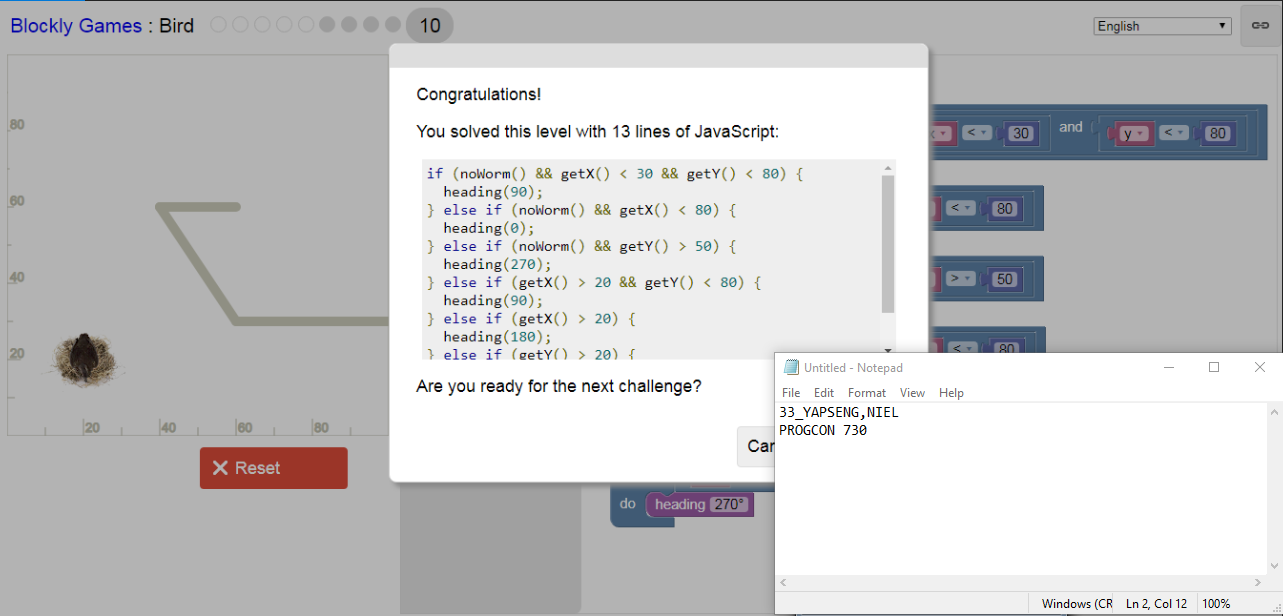 Blockly Games : Bird 10
English
80
60
40
20
20 40 60 80
Reset
Congratulations!
You solved this level with 13 lines of JavaScript:
if (noWorm() && getX() < 30 && getY() < 80) {
  heading(90);
} else if (noWorm() && getX() < 80) {
  heading(0);
} else if (noWorm() && getY() > 50) {
  heading(270);
} else if (getX() > 20 && getY() < 80) {
  heading(90);
} else if (getX() > 20) {
  heading(180);
} else if (getY() > 20) {
Are you ready for the next challenge?
< 30 and y < 80
< 80
> 50
< 80
do heading 270°
Untitled - Notepad
File Edit Format View Help
33_YAPSENG,NIEL
PROGCON 730
Windows (CR Ln 2, Col 12 100%